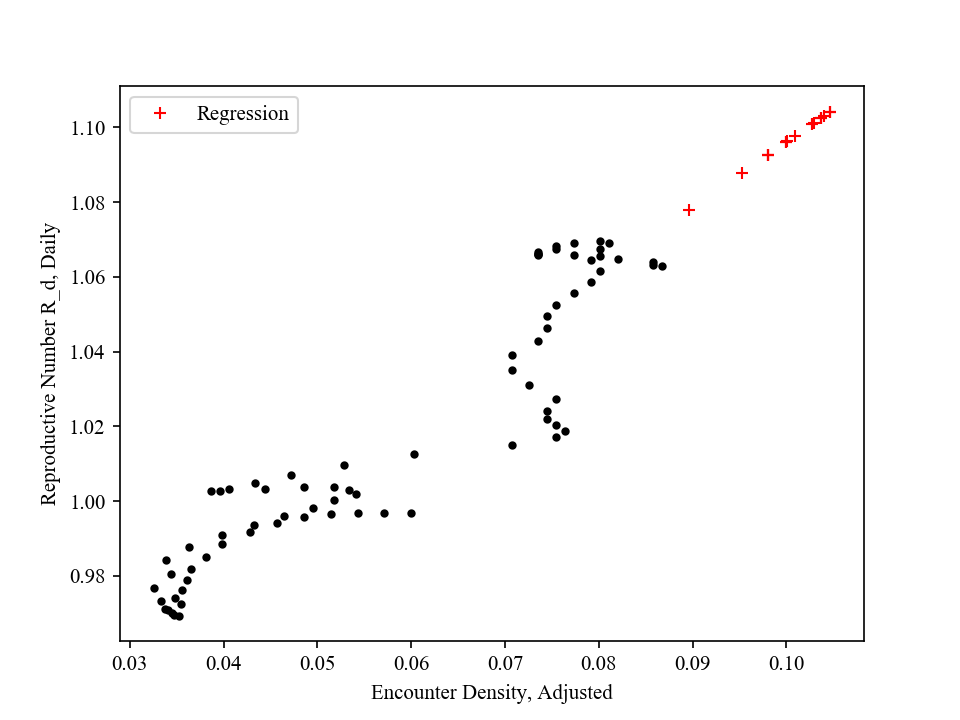 Regression
1.10
1.08
1.06
1.04
1.02
1.00
0.98
Reproductive Number R_d, Daily
0.03 0.04 0.05 0.06 0.07 0.08 0.09 0.10
Encounter Density, Adjusted